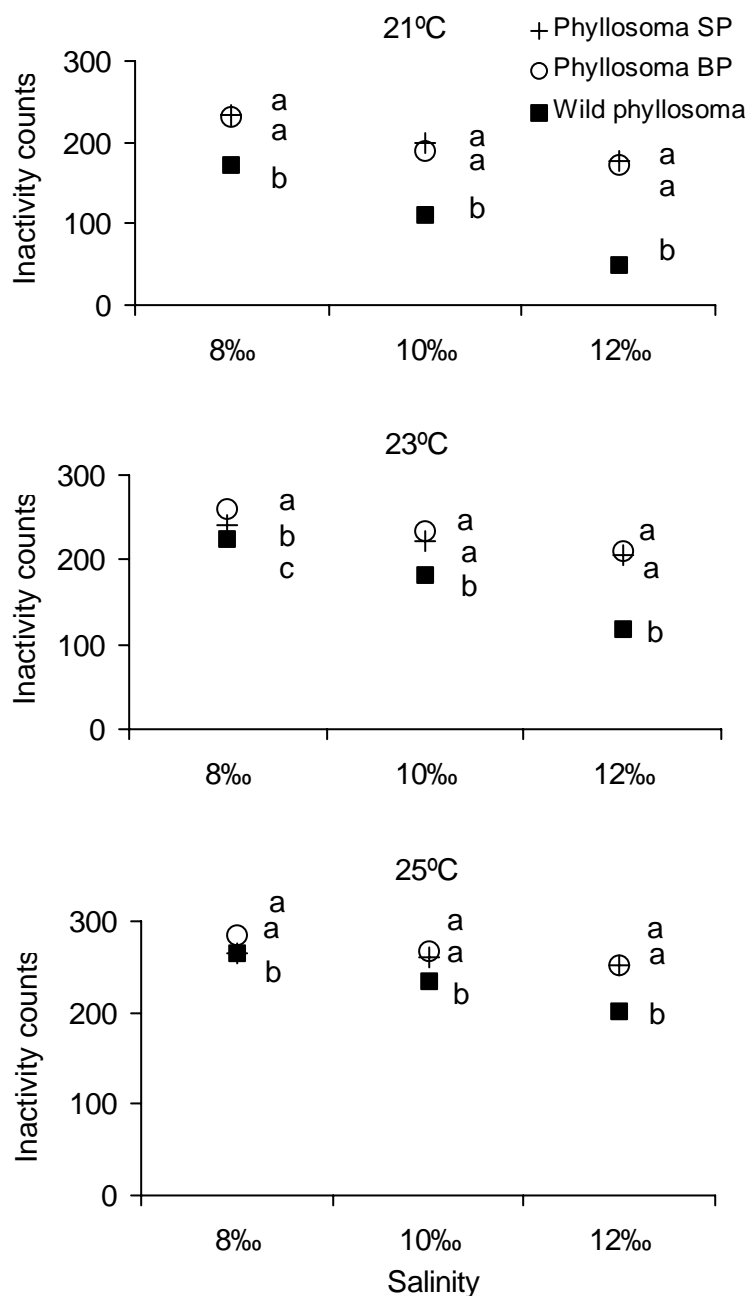 21ºC
Phyllosoma SP
Phyllosoma BP
Wild phyllosoma
Inactivity counts
300
200
100
0
a
a
b
a
a
b
a
a
b
8‰ 10‰ 12‰
23ºC
Inactivity counts
300
200
100
0
a
b
c
a
a
b
a
a
b
8‰ 10‰ 12‰
25ºC
Inactivity counts
300
200
100
0
a
a
b
a
a
b
a
a
b
8‰ 10‰ 12‰
Salinity